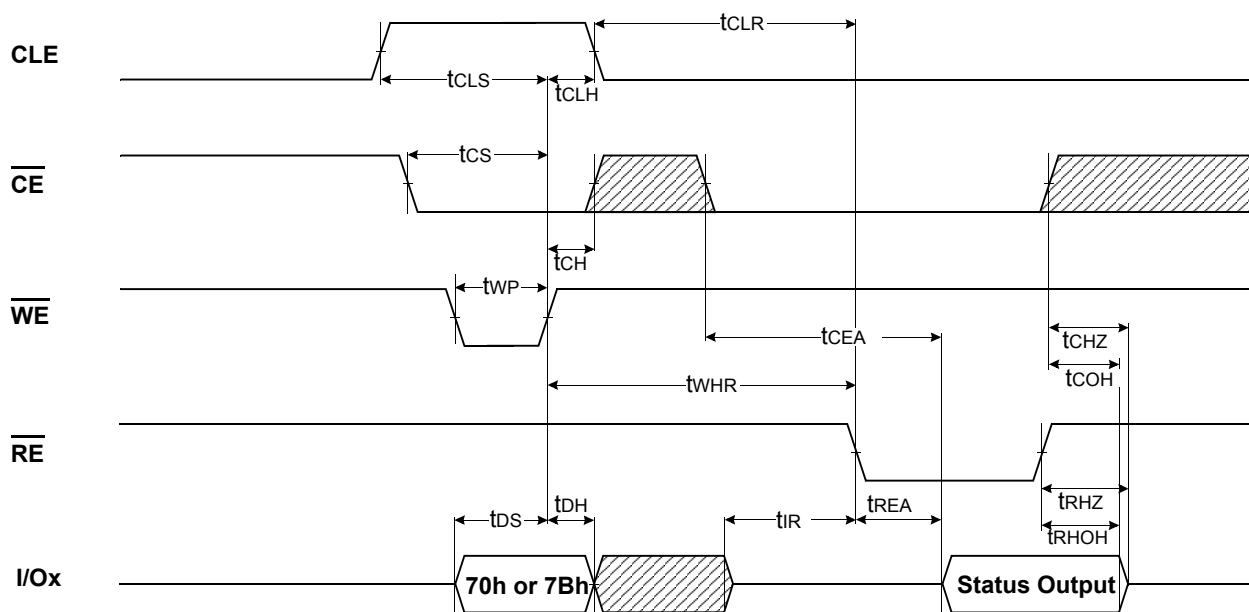 CLE
tCLR
tCLS
tCLH
CE
tCS
tCH
WE
tWP
tCEA
tCHZ
tCOH
tWHR
RE
tDS
tDH
tIR
tREA
tRHZ
tRHOH
I/Ox
70h or 7Bh
Status Output